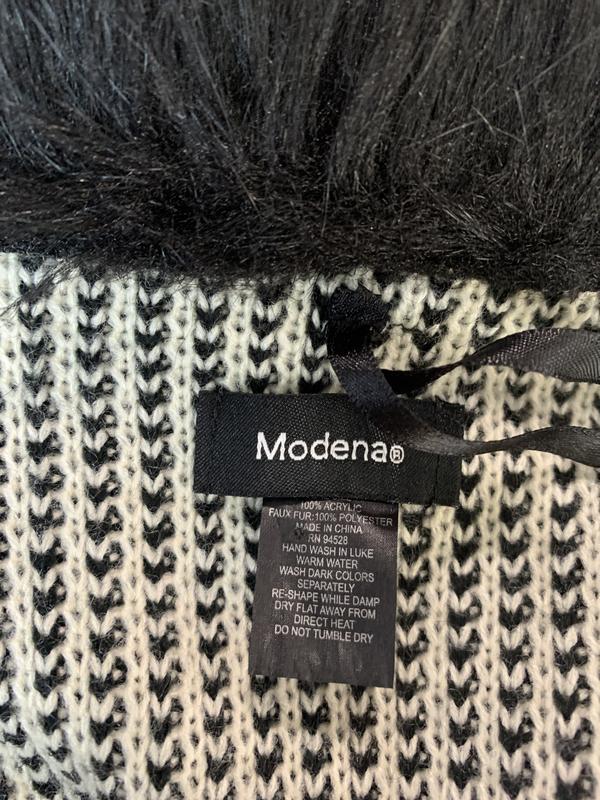 Modena®
100% ACRYLIC
FAUX FUR:100% POLYESTER
MADE IN CHINA
RN 94528
HAND WASH IN LUKE
WARM WATER
WASH DARK COLORS
SEPARATELY
RE-SHAPE WHILE DAMP
DRY FLAT AWAY FROM
DIRECT HEAT
DO NOT TUMBLE DRY